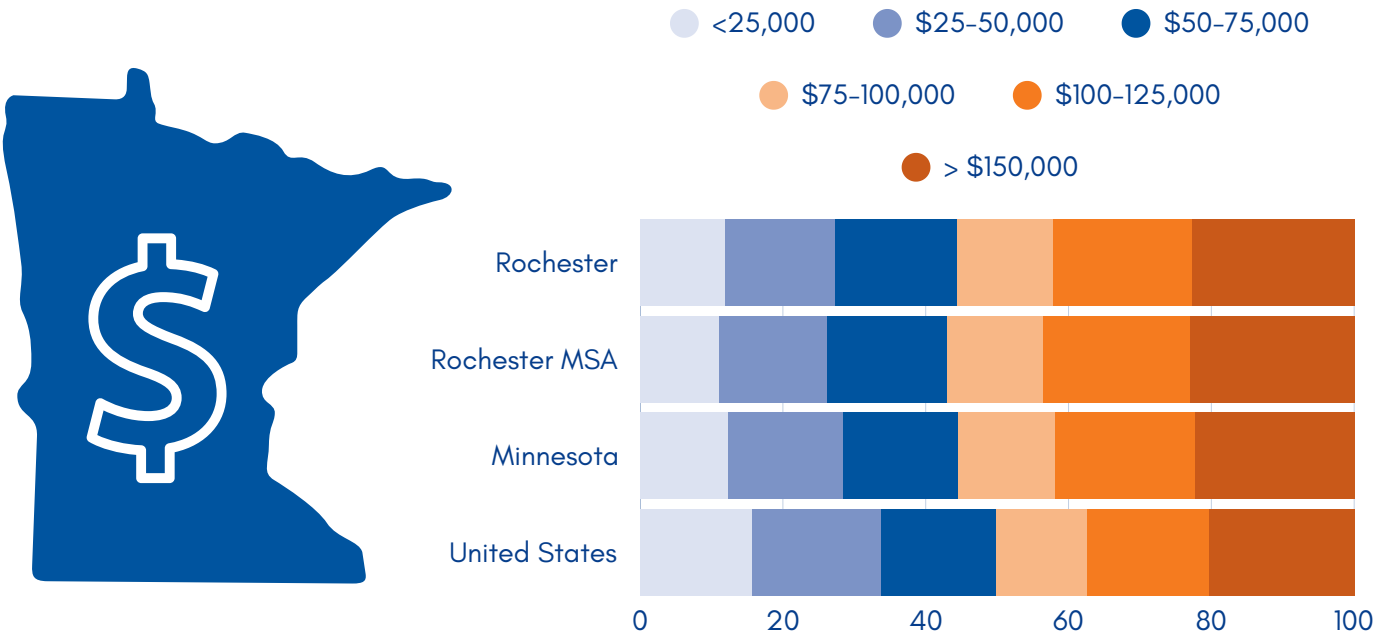 <25,000 $25-50,000 $50-75,000
$75-100,000 $100-125,000
> $150,000
Rochester
Rochester MSA
Minnesota
United States
0 20 40 60 80 100
$